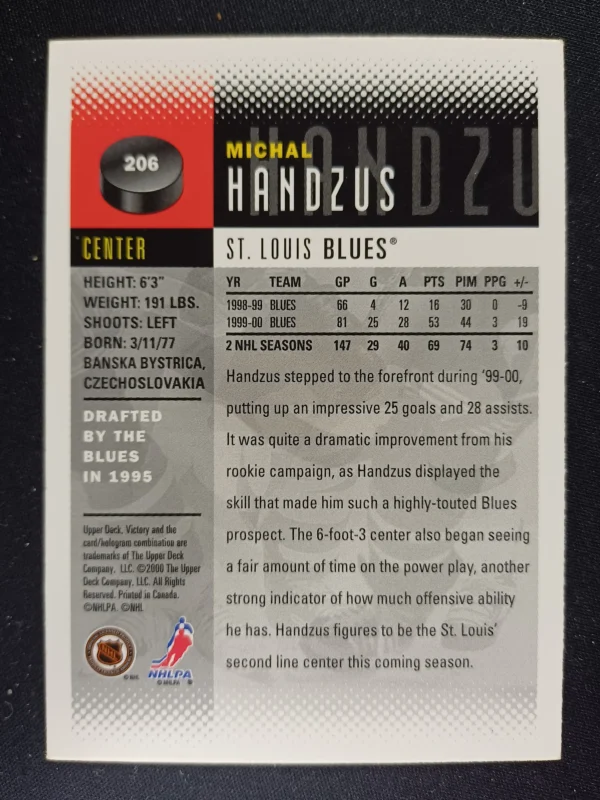 206
MICHAL
HANDZUS
HANDZU
CENTER
ST. LOUIS BLUES®
HEIGHT: 6'3"
WEIGHT: 191 LBS.
SHOOTS: LEFT
BORN: 3/11/77
BANSKA BYSTRICA,
CZECHOSLOVAKIA
DRAFTED
BY THE
BLUES
IN 1995
YR TEAM GP G A PTS PIM PPG +/-
1998-99 BLUES 66 4 12 16 30 0 -9
1999-00 BLUES 81 25 28 53 44 3 19
2 NHL SEASONS 147 29 40 69 74 3 10
Handzus stepped to the forefront during '99-00,
putting up an impressive 25 goals and 28 assists.
It was quite a dramatic improvement from his
rookie campaign, as Handzus displayed the
skill that made him such a highly-touted Blues
prospect. The 6-foot-3 center also began seeing
a fair amount of time on the power play, another
strong indicator of how much offensive ability
he has. Handzus figures to be the St. Louis'
second line center this coming season.
Upper Deck, Victory and the
card/hologram combination are
trademarks of The Upper Deck
Company, LLC. ©2000 The Upper
Deck Company, LLC. All Rights
Reserved. Printed in Canada.
©NHLPA. ©NHL
NHL
NHLPA